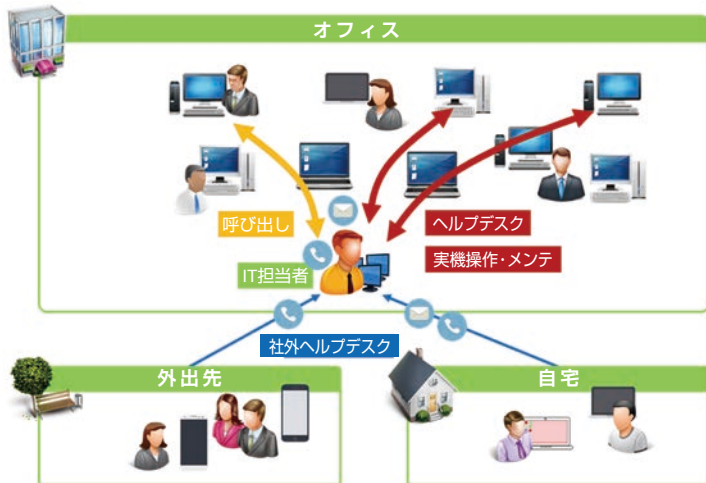 オフィス
呼び出し
ヘルプデスク
実機操作・メンテ
IT担当者
社外ヘルプデスク
外出先
自宅